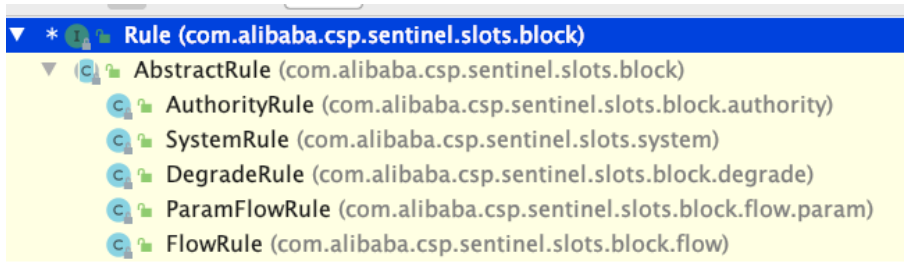 * I Rule (com.alibaba.csp.sentinel.slots.block)
C AbstractRule (com.alibaba.csp.sentinel.slots.block)
C AuthorityRule (com.alibaba.csp.sentinel.slots.block.authority)
C SystemRule (com.alibaba.csp.sentinel.slots.system)
C DegradeRule (com.alibaba.csp.sentinel.slots.block.degrade)
C ParamFlowRule (com.alibaba.csp.sentinel.slots.block.flow.param)
C FlowRule (com.alibaba.csp.sentinel.slots.block.flow)